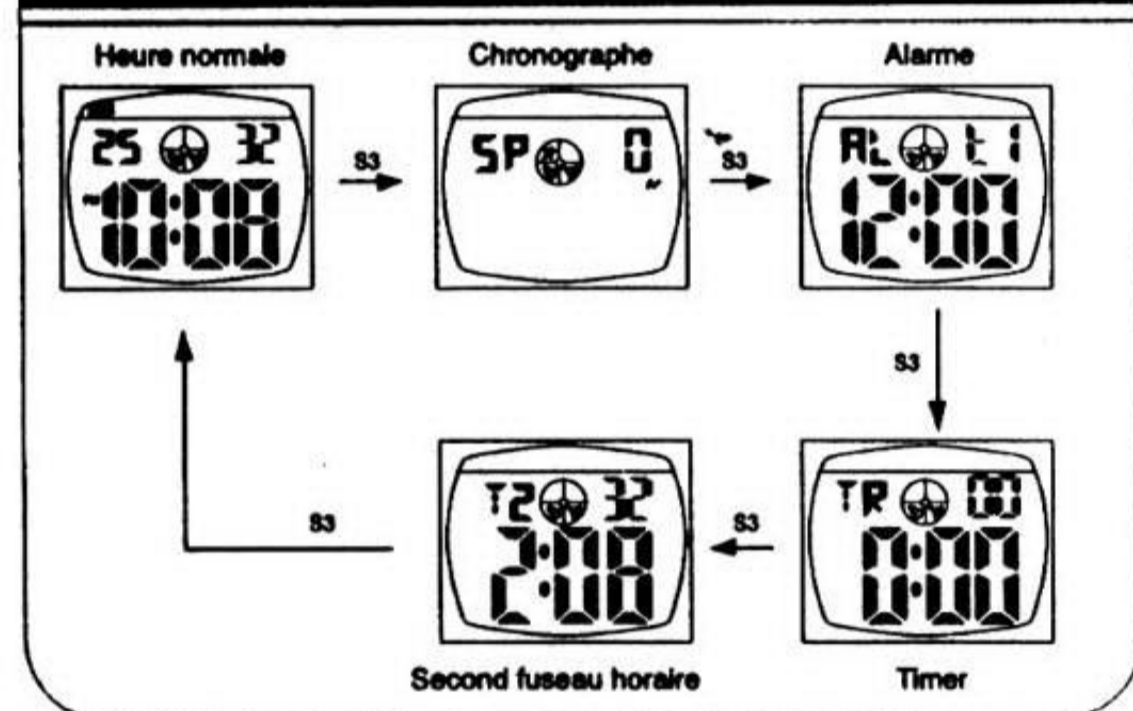 Heure normale Chronographe Alarme
25 32 SP 0 AL t1
10:08 12:00
S3 S3
S3
T2 32 TR 00
2:08 0:00
S3 S3
Second fuseau horaire Timer